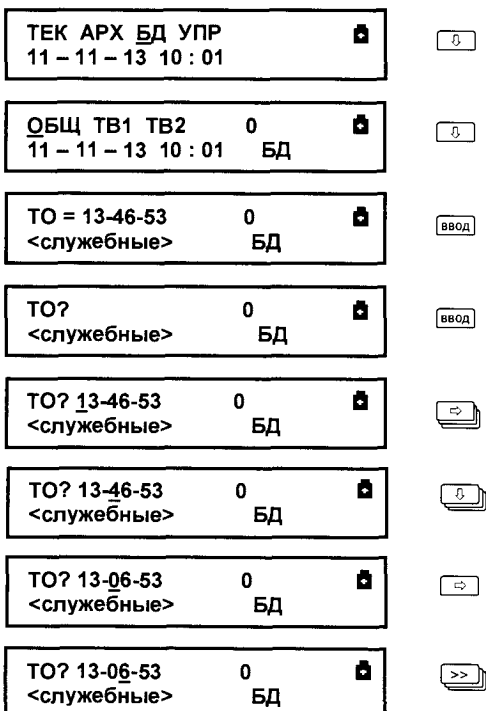 ТЕК АРХ БД УПР
11 – 11 – 13 10 : 01
ОБЩ ТВ1 ТВ2 0
11 – 11 – 13 10 : 01 БД
ТО = 13-46-53 0
<служебные> БД
ввод
ТО? 0
<служебные> БД
ввод
ТО? 13-46-53 0
<служебные> БД
ТО? 13-46-53 0
<служебные> БД
ТО? 13-06-53 0
<служебные> БД
ТО? 13-06-53 0
<служебные> БД
>>